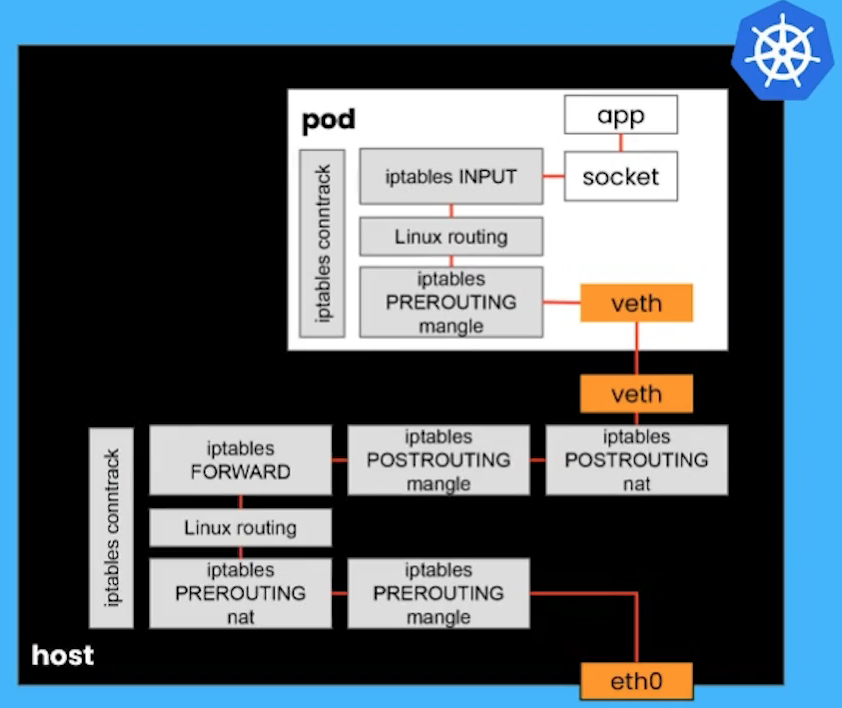 pod
app
iptables conntrack
iptables INPUT
socket
Linux routing
iptables
PREROUTING
mangle
veth
veth
iptables conntrack
iptables
FORWARD
iptables
POSTROUTING
mangle
iptables
POSTROUTING
nat
Linux routing
iptables
PREROUTING
nat
iptables
PREROUTING
mangle
host
eth0